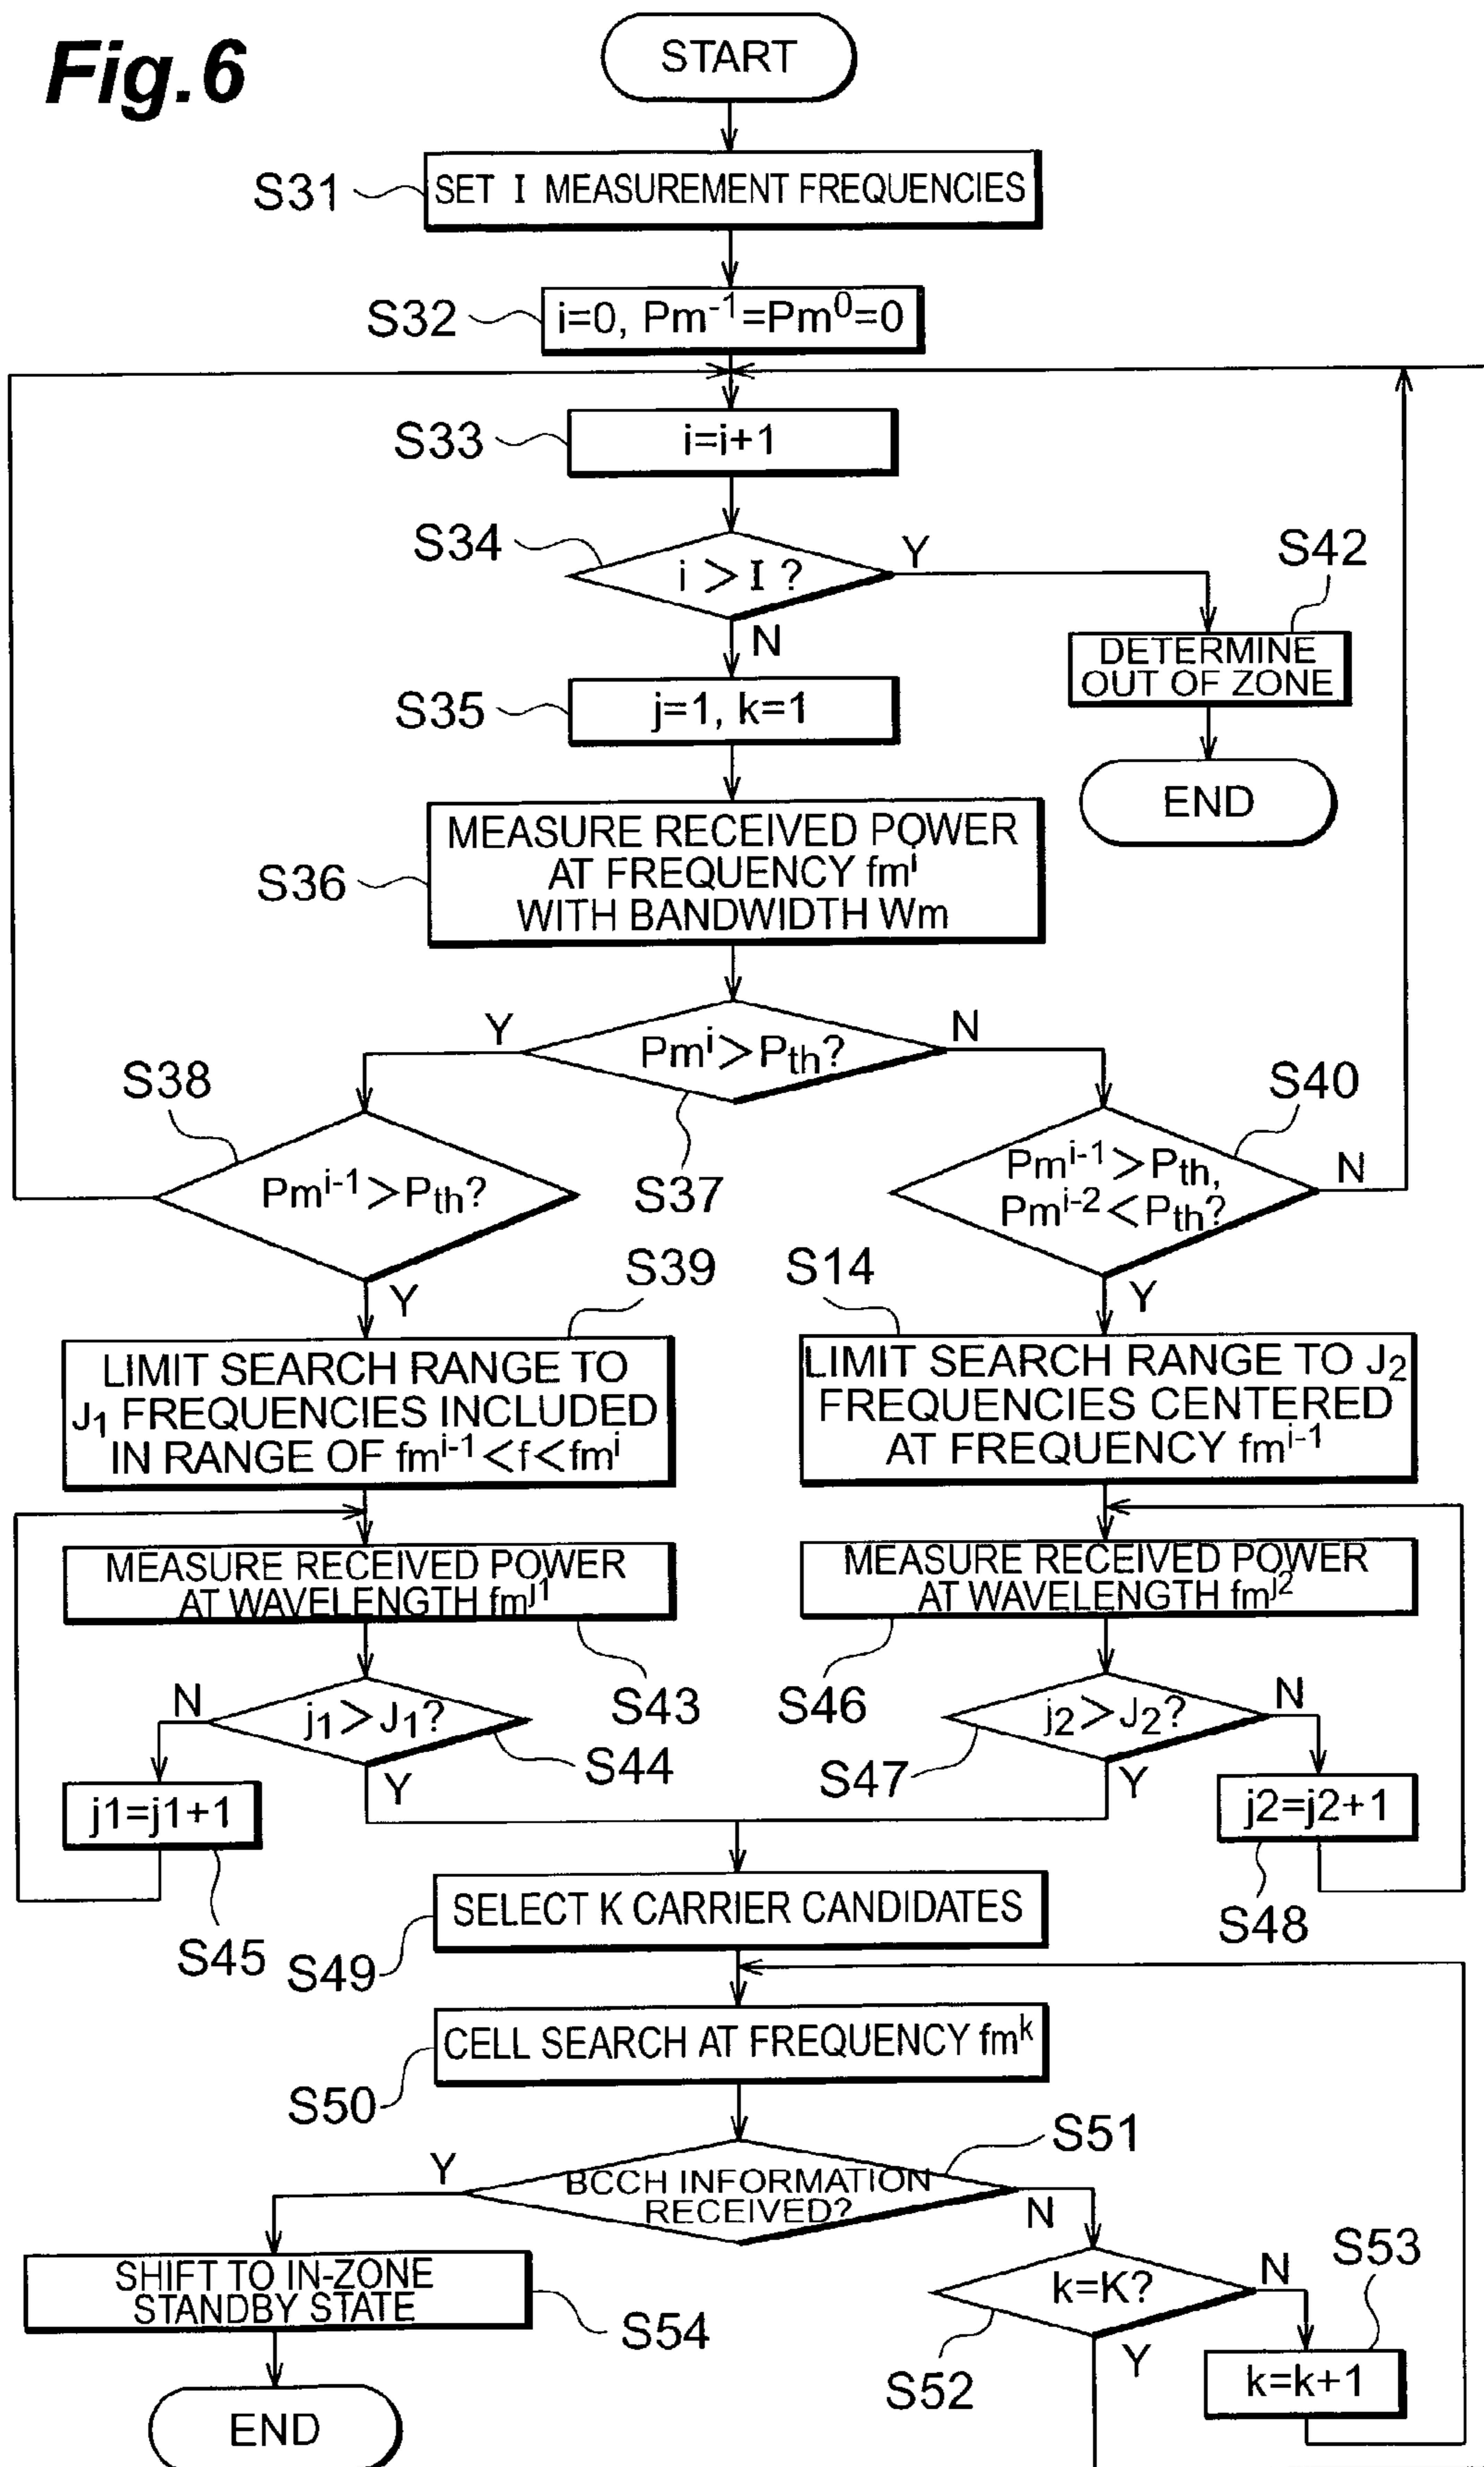 Fig.6
START
S31
SET I MEASUREMENT FREQUENCIES
S32
i=0, Pm⁻¹=Pm⁰=0
S33
i=i+1
S34
i > I ?
Y
N
S42
DETERMINE
OUT OF ZONE
END
S35
j=1, k=1
S36
MEASURE RECEIVED POWER
AT FREQUENCY fmⁱ
WITH BANDWIDTH Wm
Y
Pmⁱ>Pth?
N
S37
S38
Pmⁱ⁻¹>Pth?
Y
S40
Pmⁱ⁻¹>Pth,
Pmⁱ⁻²<Pth?
N
Y
S39
LIMIT SEARCH RANGE TO
J₁ FREQUENCIES INCLUDED
IN RANGE OF fmⁱ⁻¹<f<fmⁱ
S14
LIMIT SEARCH RANGE TO J₂
FREQUENCIES CENTERED
AT FREQUENCY fmⁱ⁻¹
MEASURE RECEIVED POWER
AT WAVELENGTH fmʲ¹
S43
MEASURE RECEIVED POWER
AT WAVELENGTH fmʲ²
S46
N
j₁>J₁?
S44
Y
j1=j1+1
S45
j₂>J₂?
N
S47
Y
j2=j2+1
S48
SELECT K CARRIER CANDIDATES
S49
CELL SEARCH AT FREQUENCY fmᵏ
S50
S51
Y
BCCH INFORMATION
RECEIVED?
N
SHIFT TO IN-ZONE
STANDBY STATE
S54
END
k=K?
N
S53
S52
Y
k=k+1